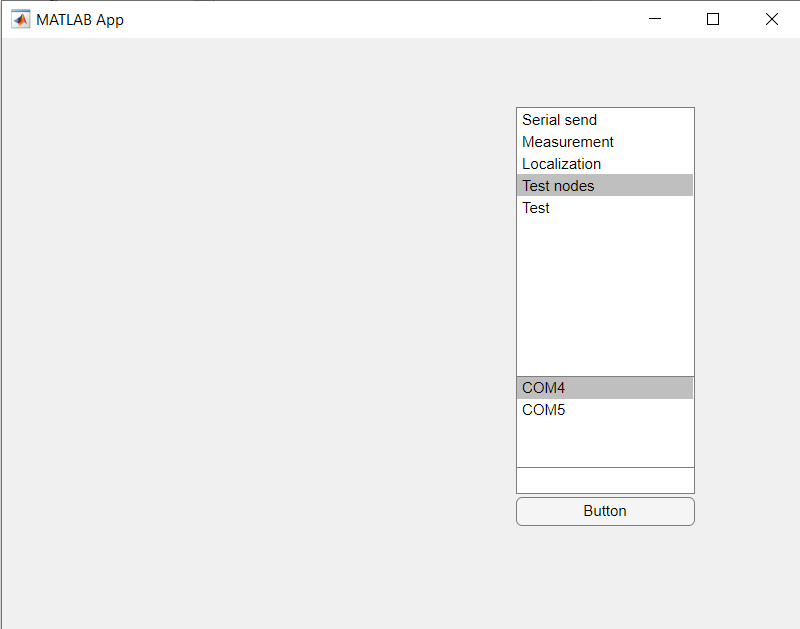 MATLAB App
Serial send
Measurement
Localization
Test nodes
Test
COM4
COM5
Button